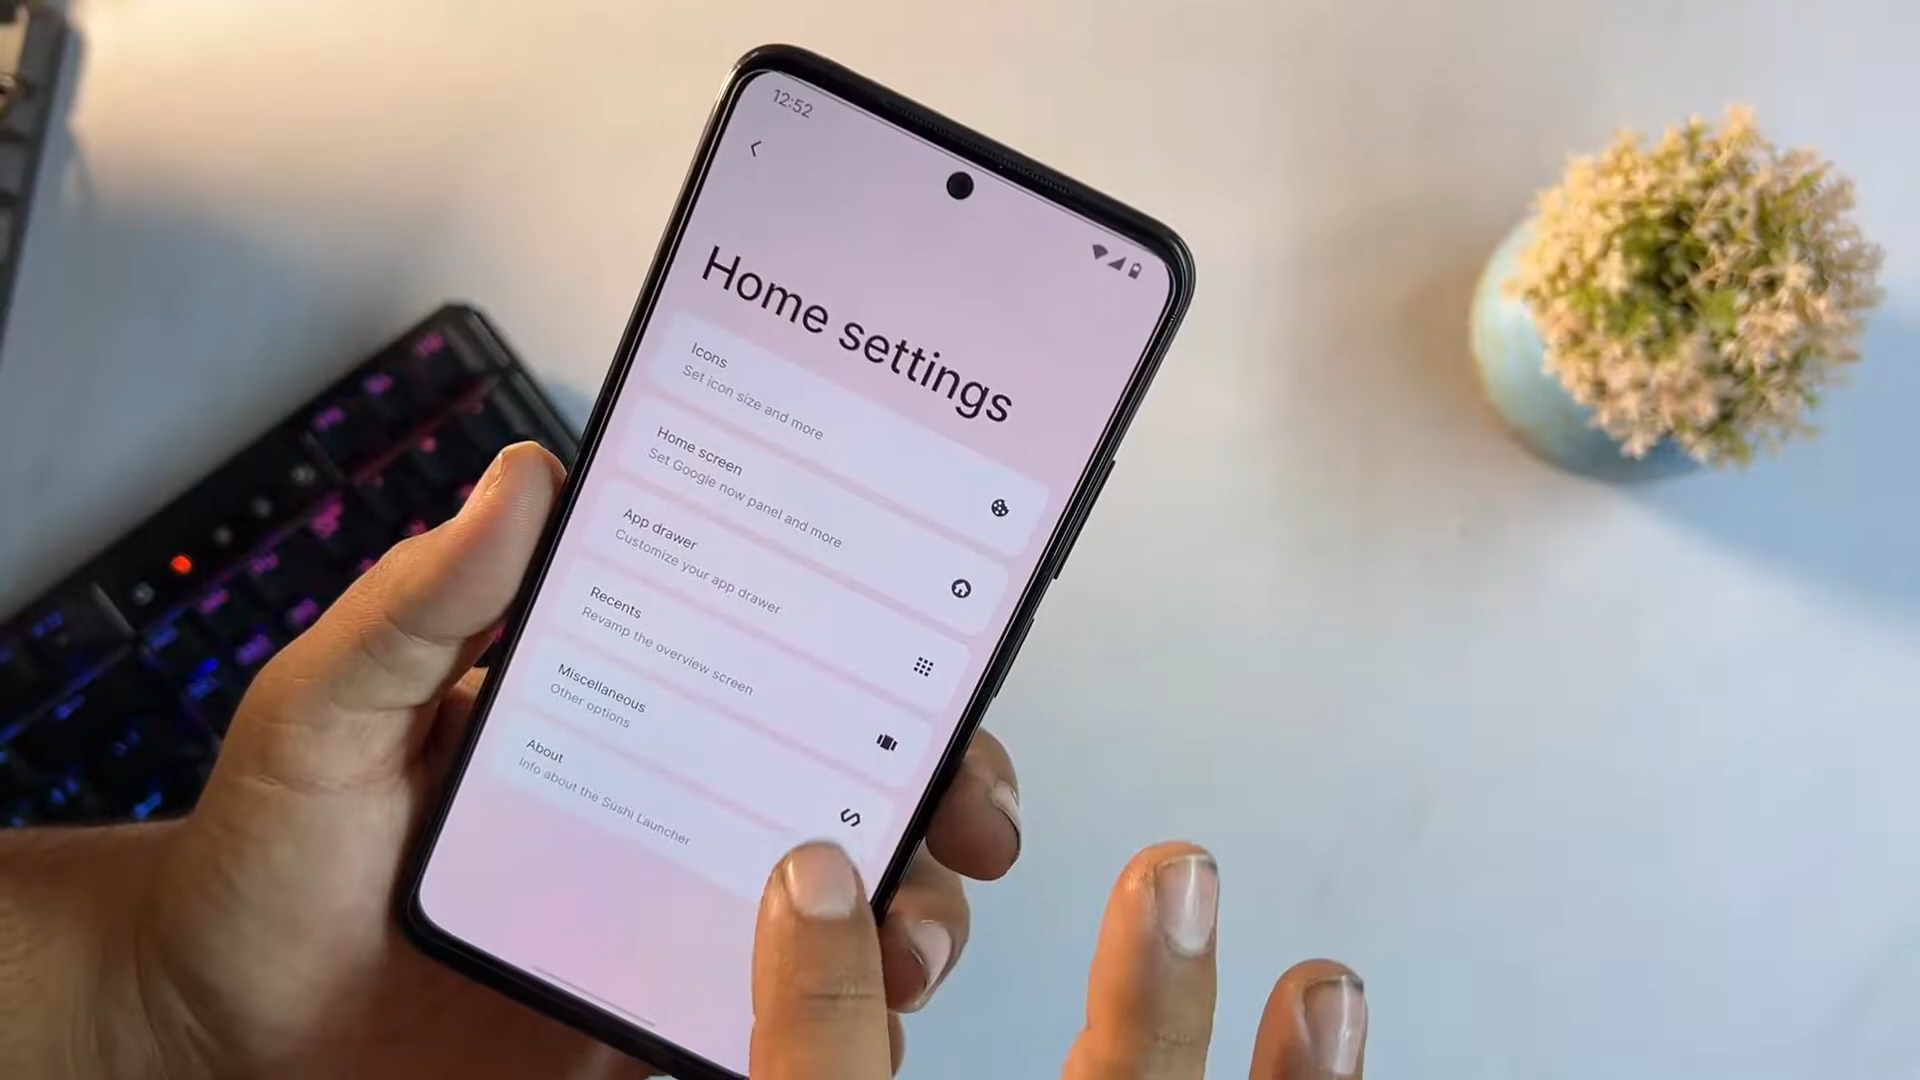 12:52
Home settings
Icons
Set icon size and more
Home screen
Set Google now panel and more
App drawer
Customize your app drawer
Recents
Revamp the overview screen
Miscellaneous
Other options
About
Info about the Sushi Launcher